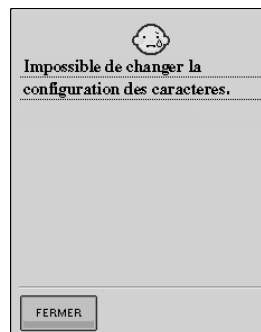 Impossible de changer la
configuration des caracteres.
FERMER